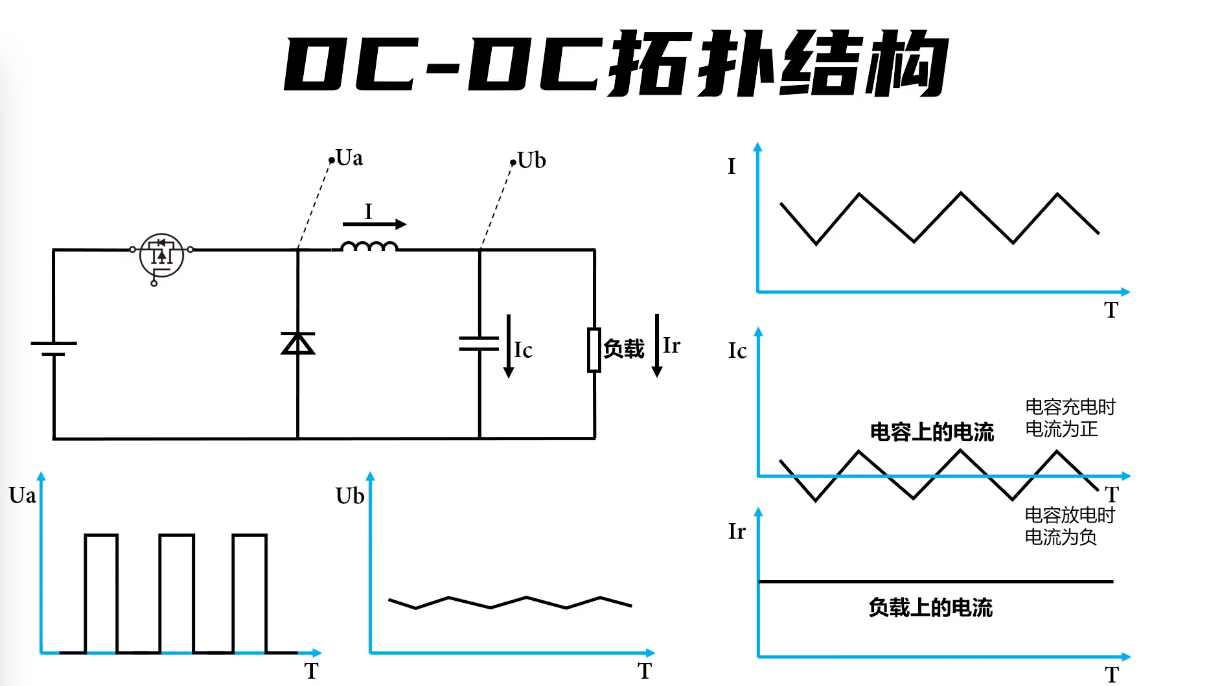 DC-DC拓扑结构
Ua
Ub
I
Ic
负载
Ir
I
T
Ic
电容充电时
电流为正
电容上的电流
T
电容放电时
电流为负
Ir
负载上的电流
T
Ua
T
Ub
T